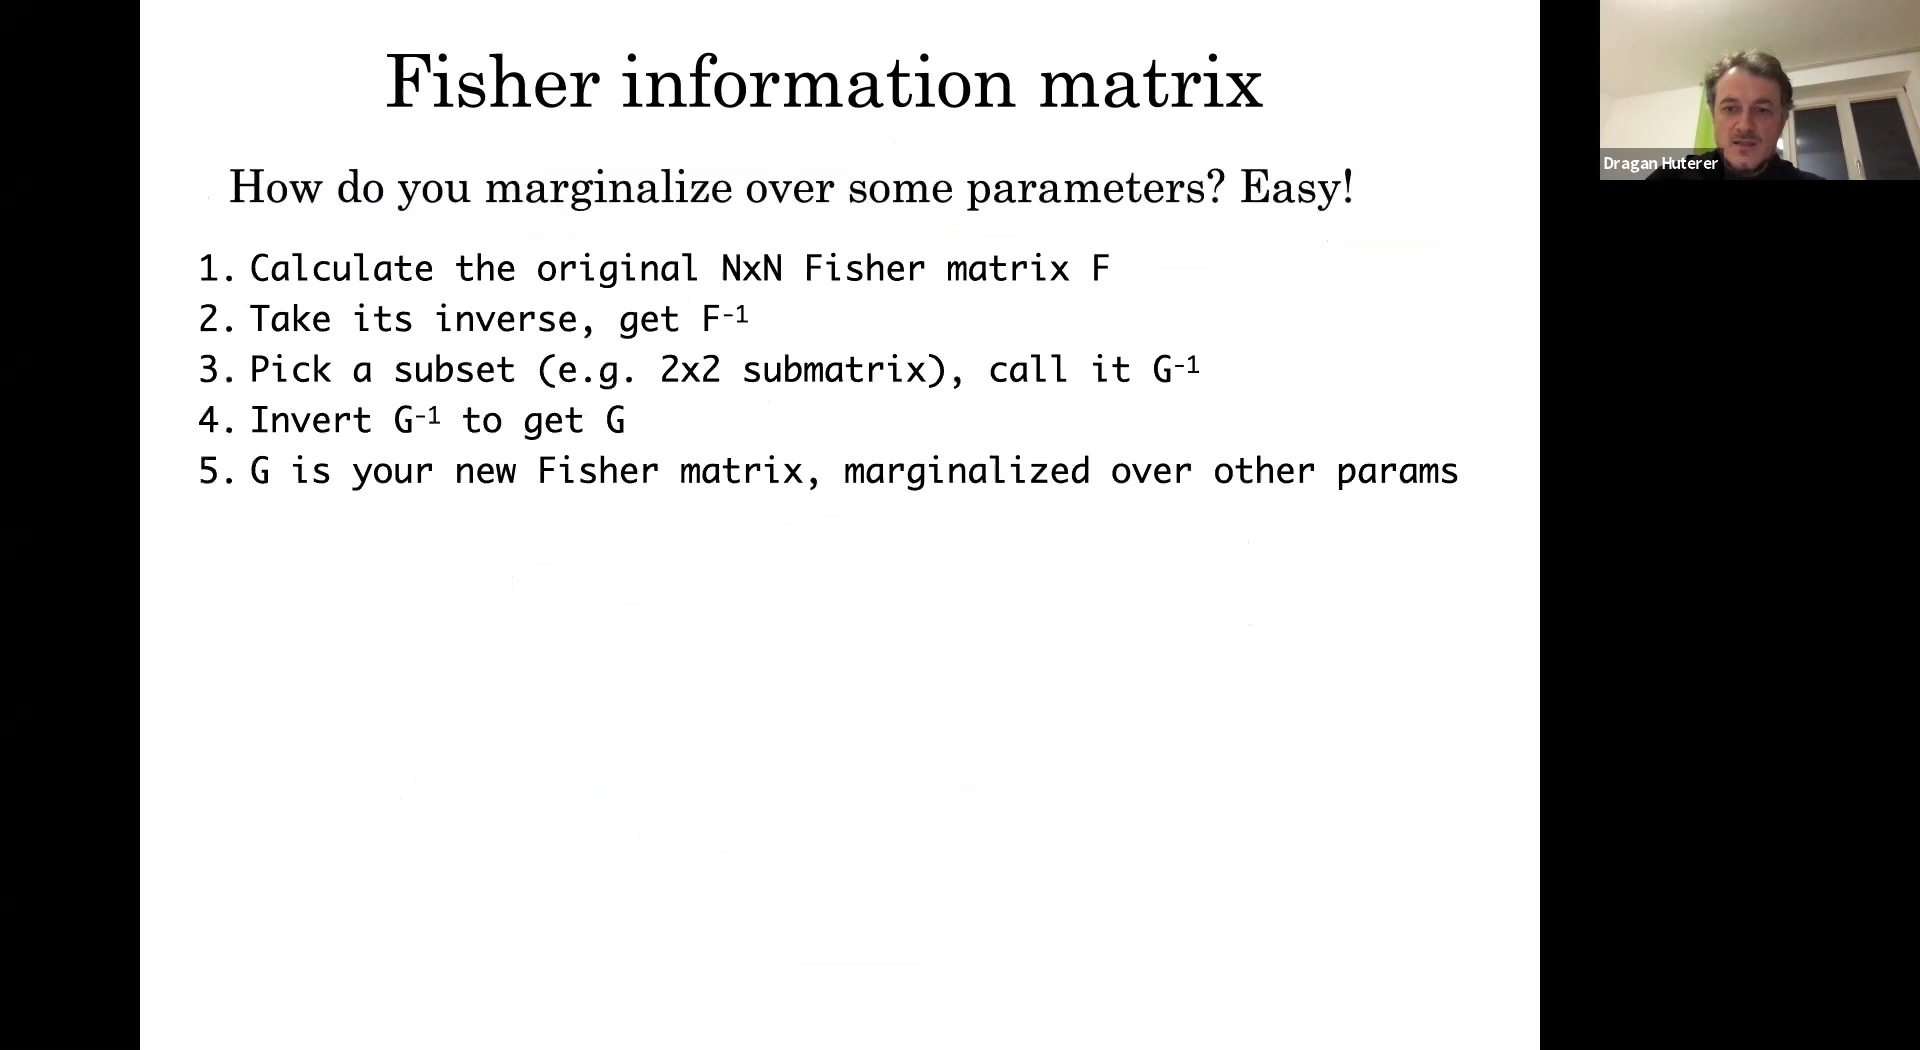 Fisher information matrix
How do you marginalize over some parameters? Easy!
1. Calculate the original NxN Fisher matrix F
2. Take its inverse, get F⁻¹
3. Pick a subset (e.g. 2x2 submatrix), call it G⁻¹
4. Invert G⁻¹ to get G
5. G is your new Fisher matrix, marginalized over other params
Dragan Huterer